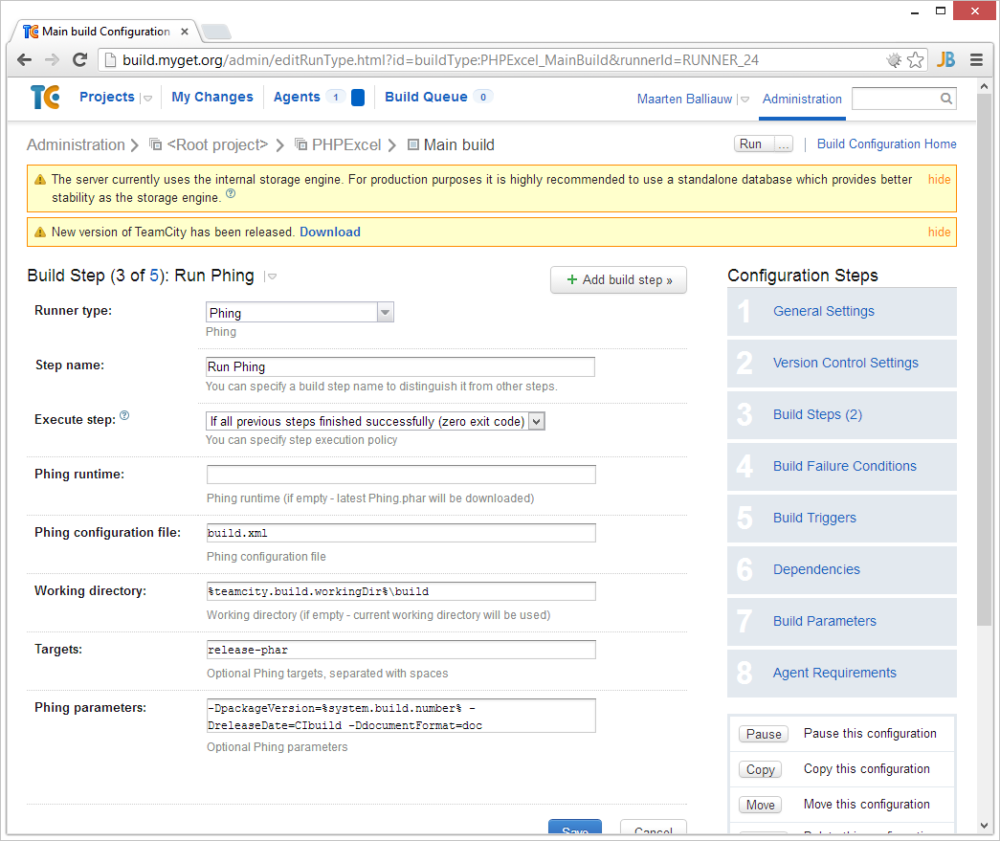 TC Main build Configuration ×
build.myget.org/admin/editRunType.html?id=buildType:PHPExcel_MainBuild&runnerId=RUNNER_24
JB
TC Projects My Changes Agents 1 Build Queue 0 Maarten Balliauw Administration
Administration <Root project> PHPExcel Main build Run ... | Build Configuration Home
The server currently uses the internal storage engine. For production purposes it is highly recommended to use a standalone database which provides better hide
stability as the storage engine. ?
New version of TeamCity has been released. Download hide
Build Step (3 of 5): Run Phing
+ Add build step »
Runner type:
Phing
Phing
Step name:
Run Phing
You can specify a build step name to distinguish it from other steps.
Execute step: ?
If all previous steps finished successfully (zero exit code)
You can specify step execution policy
Phing runtime:
Phing runtime (if empty - latest Phing.phar will be downloaded)
Phing configuration file:
build.xml
Phing configuration file
Working directory:
%teamcity.build.workingDir%\build
Working directory (if empty - current working directory will be used)
Targets:
release-phar
Optional Phing targets, separated with spaces
Phing parameters:
-DpackageVersion=%system.build.number% -
DreleaseDate=CIbuild -DdocumentFormat=doc
Optional Phing parameters
Save Cancel
Configuration Steps
1 General Settings
2 Version Control Settings
3 Build Steps (2)
4 Build Failure Conditions
5 Build Triggers
6 Dependencies
7 Build Parameters
8 Agent Requirements
Pause Pause this configuration
Copy Copy this configuration
Move Move this configuration